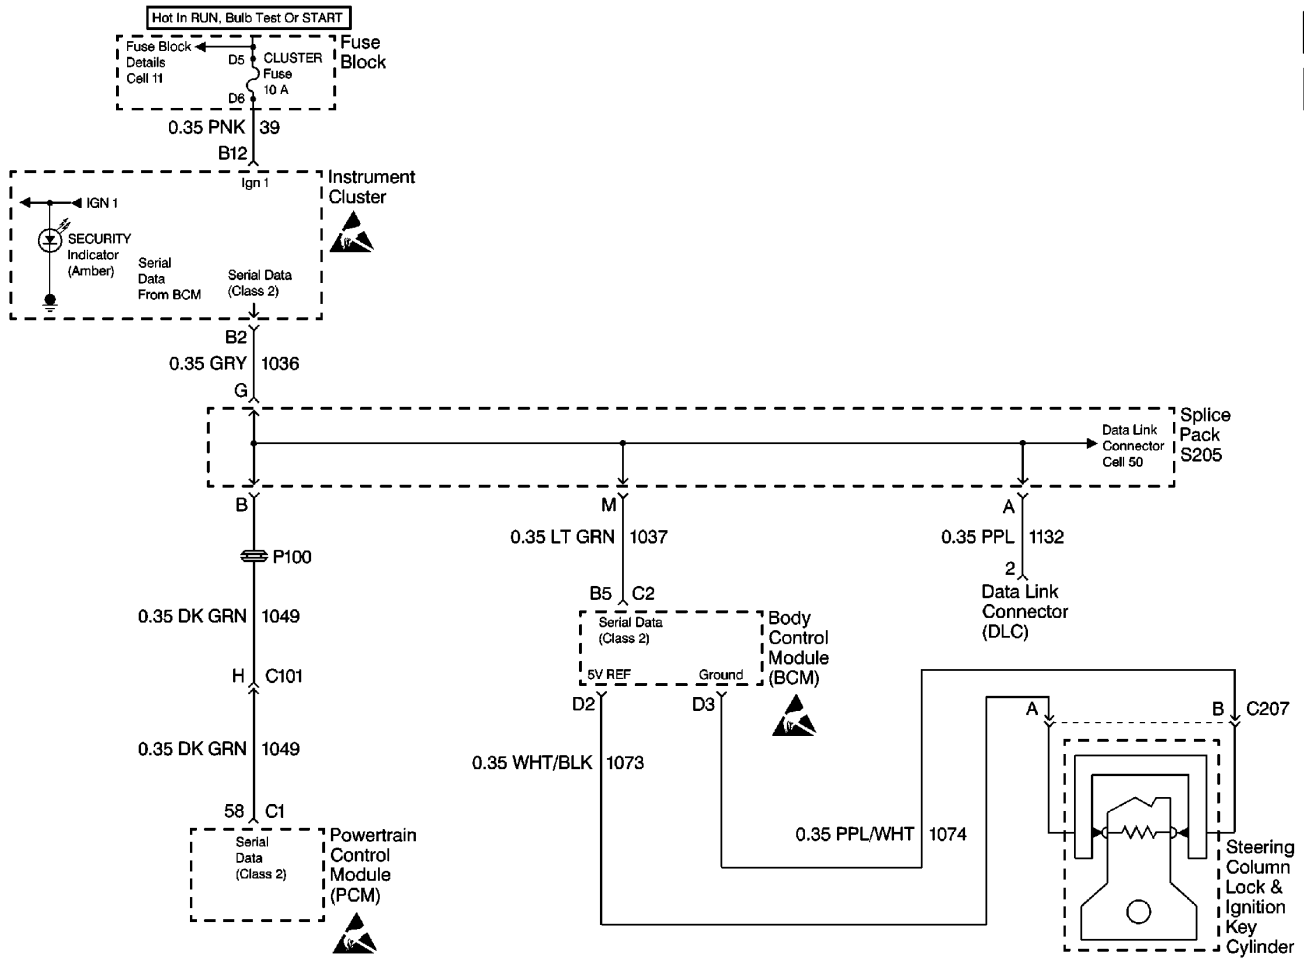 Hot In RUN, Bulb Test Or START
Fuse Block
Details
Cell 11
D5
CLUSTER
Fuse
10 A
D6
Fuse
Block
0.35 PNK
39
B12
Ign 1
Instrument
Cluster
IGN 1
SECURITY
Indicator
(Amber)
Serial
Data
From BCM
Serial Data
(Class 2)
B2
0.35 GRY
1036
G
Data Link
Connector
Cell 50
Splice
Pack
S205
B
M
A
P100
0.35 LT GRN
1037
0.35 PPL
1132
2
Data Link
Connector
(DLC)
B5
C2
0.35 DK GRN
1049
Serial Data
(Class 2)
5V REF
Ground
Body
Control
Module
(BCM)
H
C101
D2
D3
A
B
C207
0.35 DK GRN
1049
0.35 WHT/BLK
1073
58
C1
Serial
Data
(Class 2)
Powertrain
Control
Module
(PCM)
0.35 PPL/WHT
1074
Steering
Column
Lock &
Ignition
Key
Cylinder